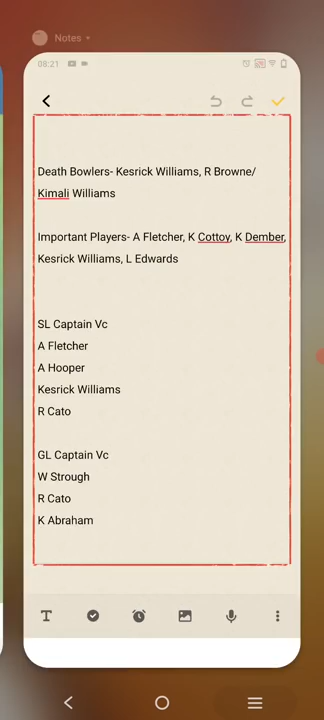 Notes
08:21
Death Bowlers- Kesrick Williams, R Browne/
Kimali Williams
Important Players- A Fletcher, K Cottoy, K Dember,
Kesrick Williams, L Edwards
SL Captain Vc
A Fletcher
A Hooper
Kesrick Williams
R Cato
GL Captain Vc
W Strough
R Cato
K Abraham
T